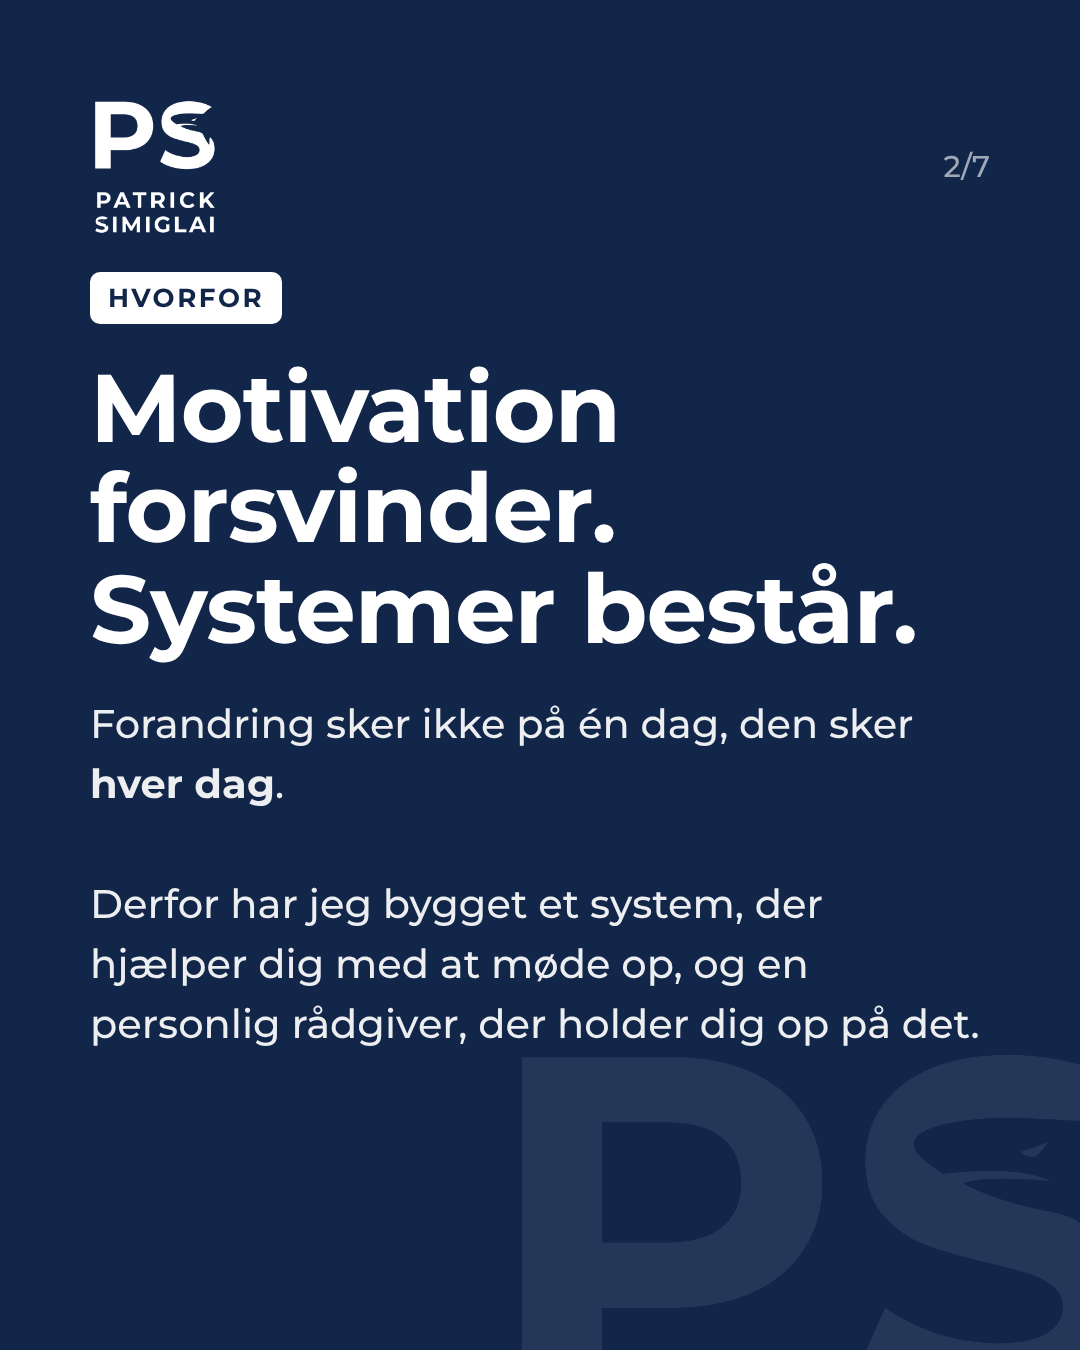 PS
PATRICK
SIMIGLAI
2/7
HVORFOR
Motivation
forsvinder.
Systemer består.
Forandring sker ikke på én dag, den sker
hver dag.
Derfor har jeg bygget et system, der
hjælper dig med at møde op, og en
personlig rådgiver, der holder dig op på det.
PS